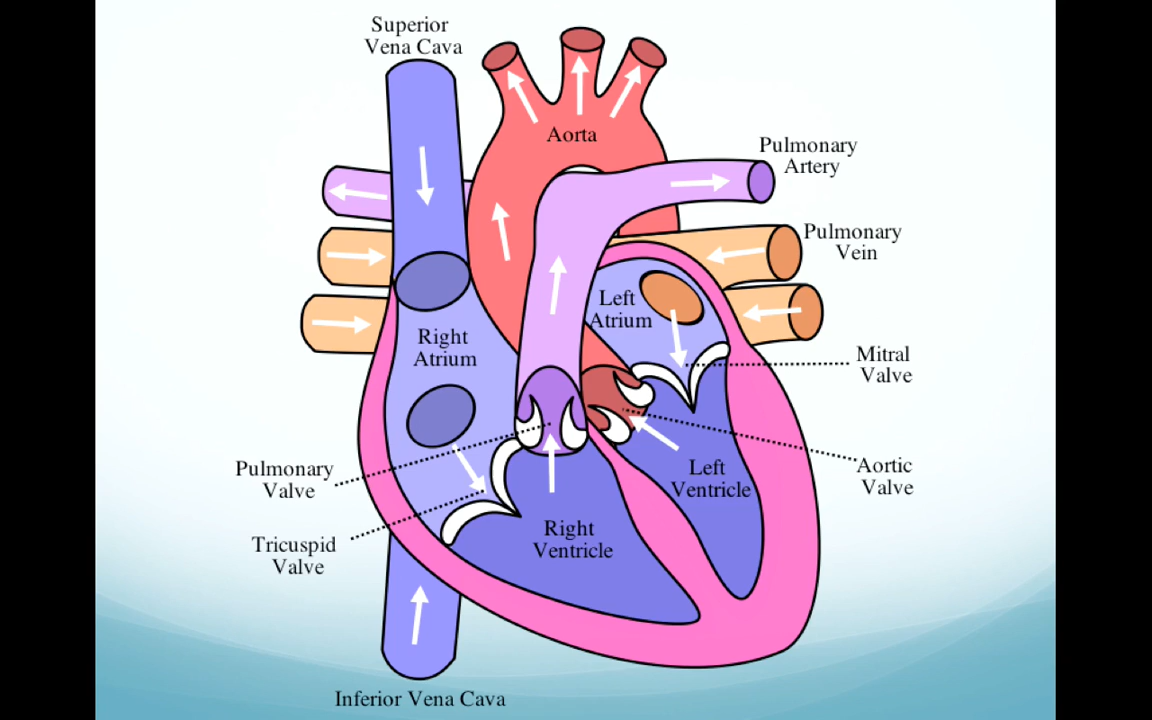 Superior
Vena Cava
Aorta
Pulmonary
Artery
Pulmonary
Vein
Left
Atrium
Right
Atrium
Mitral
Valve
Pulmonary
Valve
Aortic
Valve
Left
Ventricle
Right
Ventricle
Tricuspid
Valve
Inferior Vena Cava